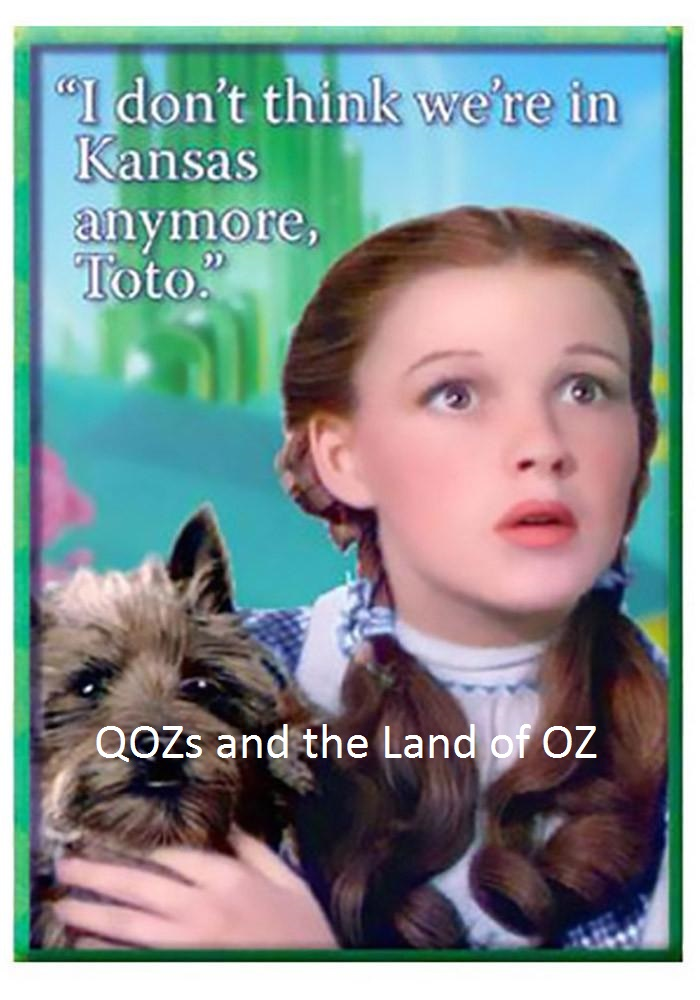 “I don’t think we’re in
Kansas
anymore,
Toto.”
QOZs and the Land of OZ